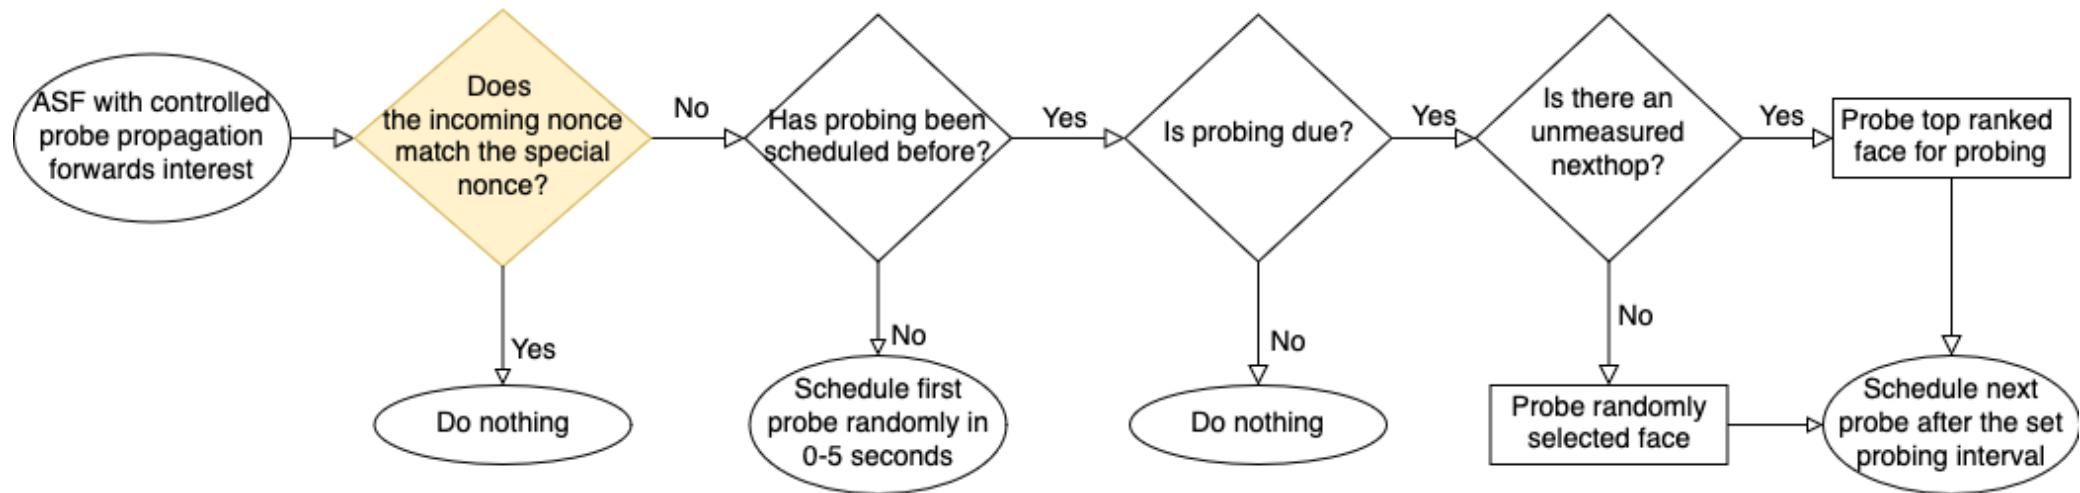 ASF with controlled
probe propagation
forwards interest
Does
the incoming nonce
match the special
nonce?
No
Yes
Do nothing
Has probing been
scheduled before?
Yes
No
Schedule first
probe randomly in
0-5 seconds
Is probing due?
Yes
No
Do nothing
Is there an
unmeasured
nexthop?
Yes
No
Probe top ranked
face for probing
Probe randomly
selected face
Schedule next
probe after the set
probing interval